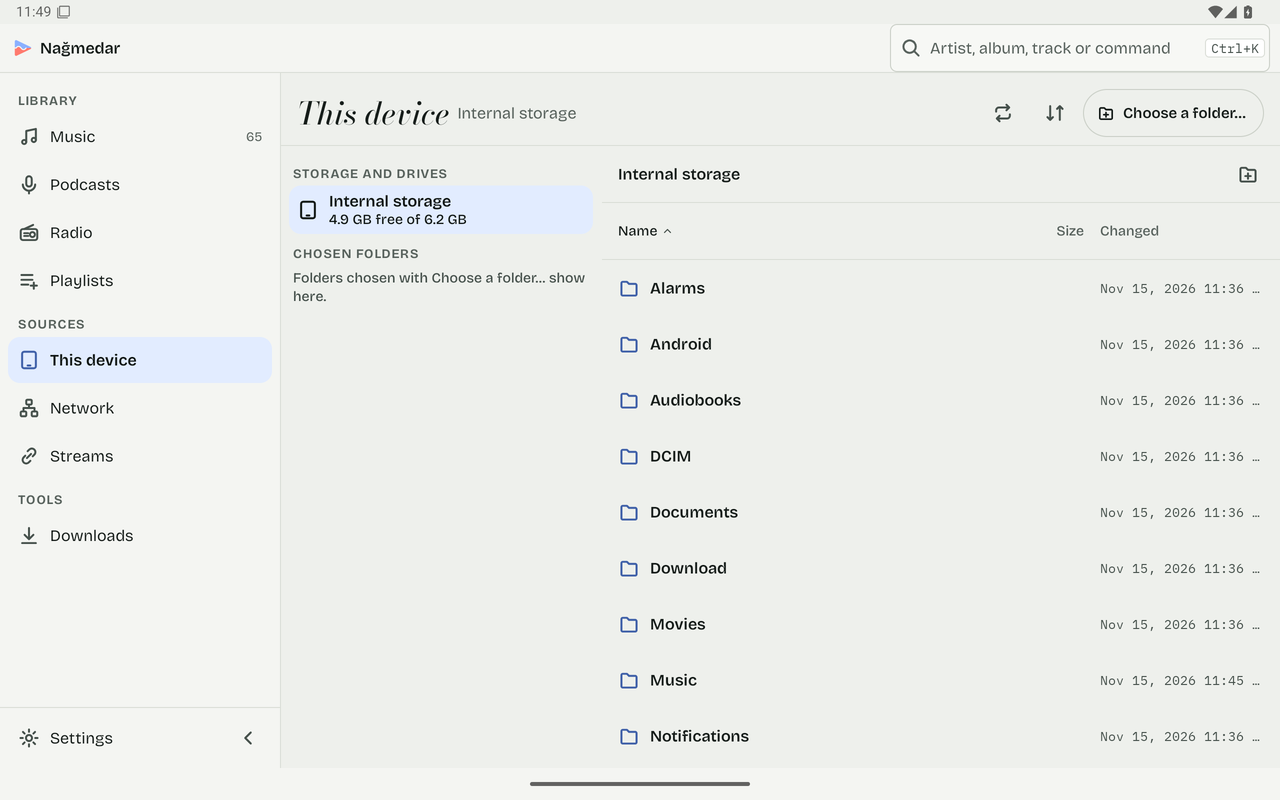 11:49
Nağmedar
Artist, album, track or command
Ctrl+K
LIBRARY
Music 65
Podcasts
Radio
Playlists
SOURCES
This device
Network
Streams
TOOLS
Downloads
Settings
This device Internal storage
Choose a folder...
STORAGE AND DRIVES
Internal storage
4.9 GB free of 6.2 GB
CHOSEN FOLDERS
Folders chosen with Choose a folder... show
here.
Internal storage
Name Size Changed
Alarms Nov 15, 2026 11:36 …
Android Nov 15, 2026 11:36 …
Audiobooks Nov 15, 2026 11:36 …
DCIM Nov 15, 2026 11:36 …
Documents Nov 15, 2026 11:36 …
Download Nov 15, 2026 11:36 …
Movies Nov 15, 2026 11:36 …
Music Nov 15, 2026 11:45 …
Notifications Nov 15, 2026 11:36 …